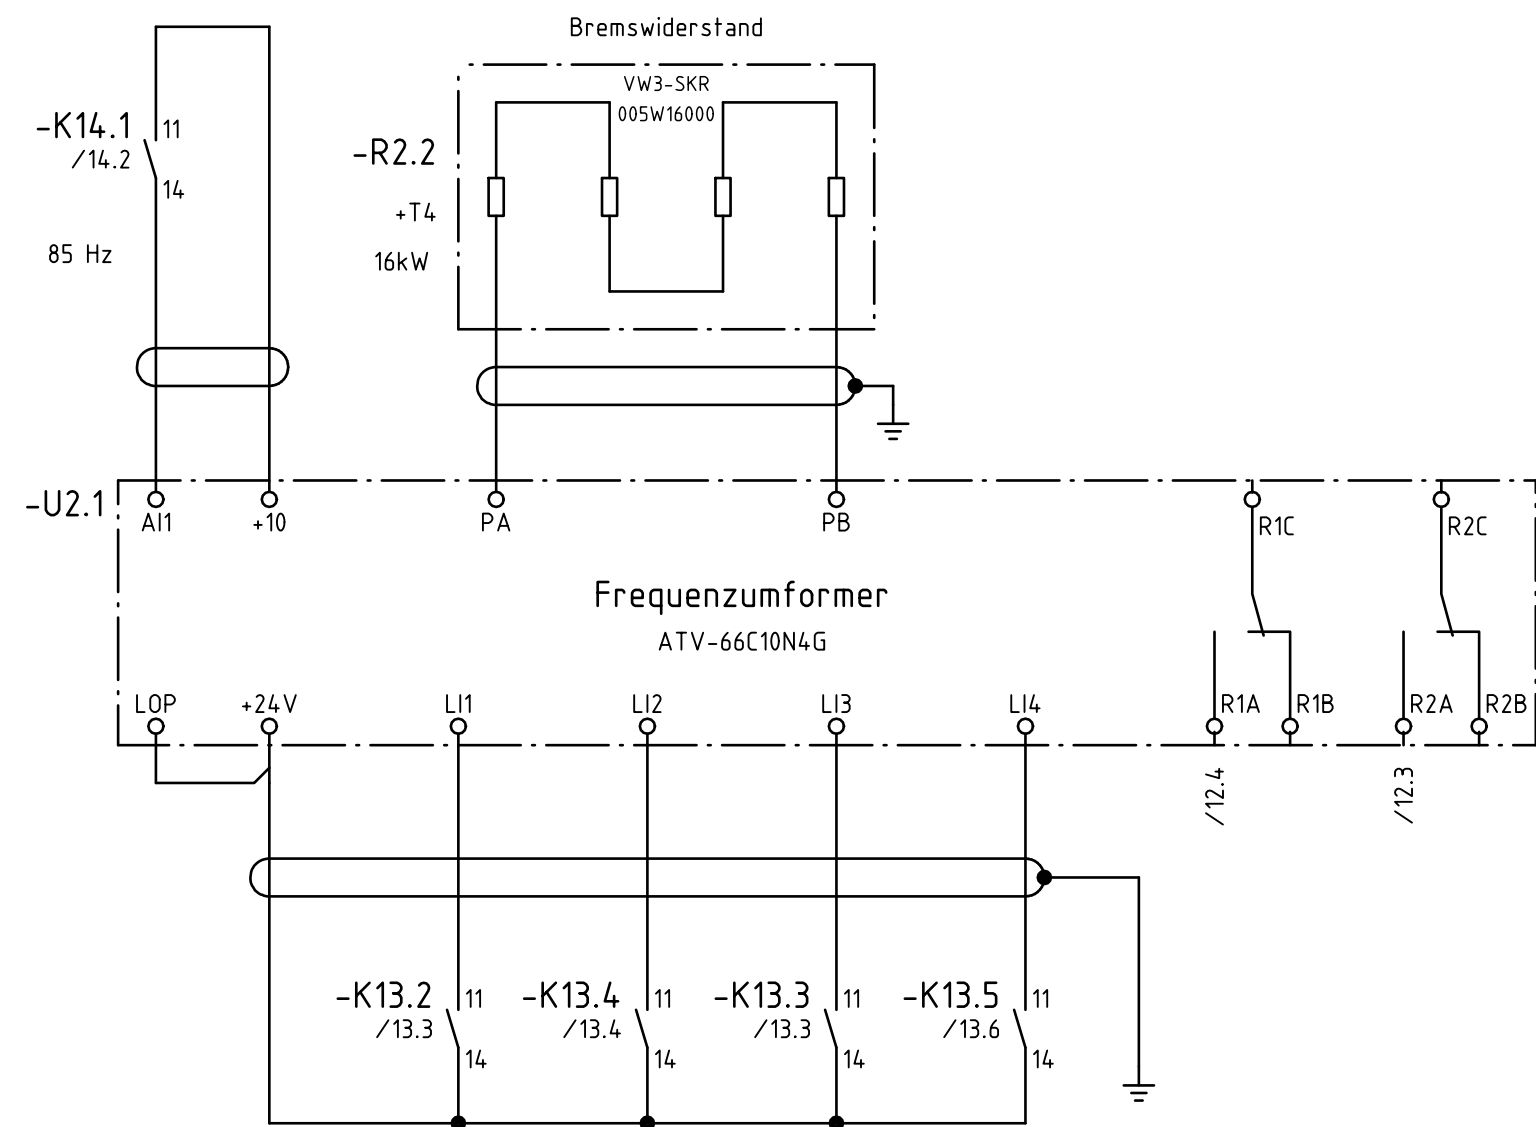 Bremswiderstand
VW3-SKR
005W16000
-K14.1
11
/14.2
14
85 Hz
-R2.2
+T4
16kW
-U2.1
AI1
+10
PA
PB
R1C
R2C
Frequenzumformer
ATV-66C10N4G
LOP
+24V
LI1
LI2
LI3
LI4
R1A
R1B
R2A
R2B
/12.4
/12.3
-K13.2
11
/13.3
14
-K13.4
11
/13.4
14
-K13.3
11
/13.3
14
-K13.5
11
/13.6
14